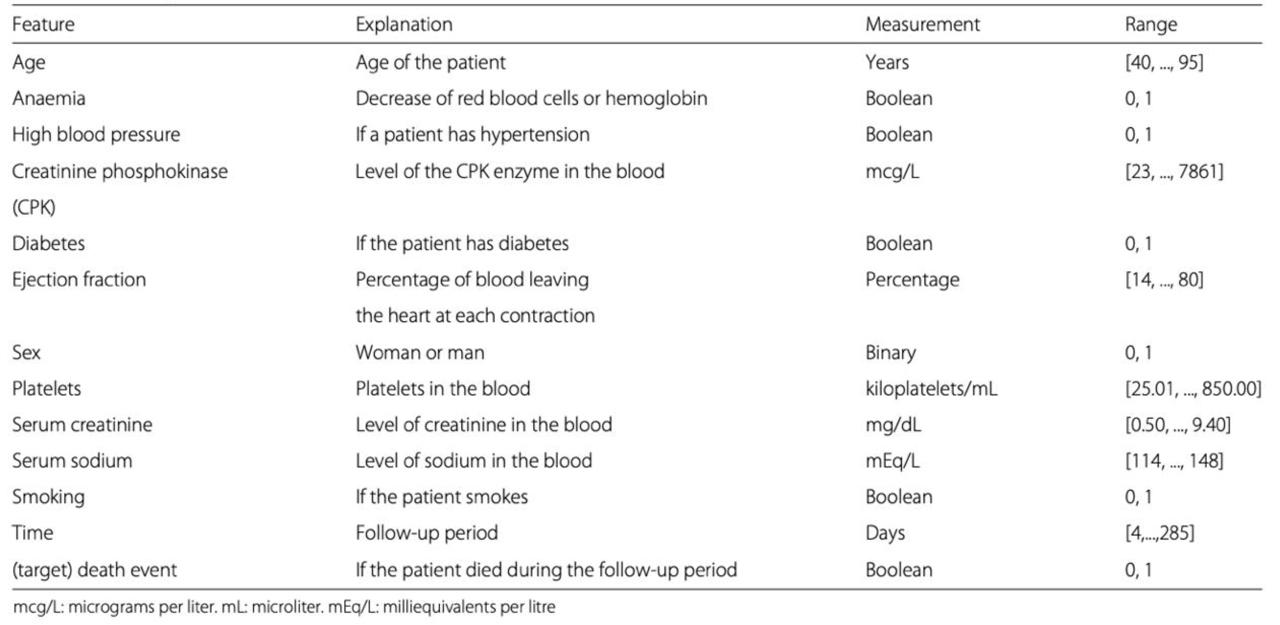 Feature Explanation Measurement Range
Age Age of the patient Years [40, ..., 95]
Anaemia Decrease of red blood cells or hemoglobin Boolean 0, 1
High blood pressure If a patient has hypertension Boolean 0, 1
Creatinine phosphokinase Level of the CPK enzyme in the blood mcg/L [23, ..., 7861]
(CPK)
Diabetes If the patient has diabetes Boolean 0, 1
Ejection fraction Percentage of blood leaving Percentage [14, ..., 80]
the heart at each contraction
Sex Woman or man Binary 0, 1
Platelets Platelets in the blood kiloplatelets/mL [25.01, ..., 850.00]
Serum creatinine Level of creatinine in the blood mg/dL [0.50, ..., 9.40]
Serum sodium Level of sodium in the blood mEq/L [114, ..., 148]
Smoking If the patient smokes Boolean 0, 1
Time Follow-up period Days [4,...,285]
(target) death event If the patient died during the follow-up period Boolean 0, 1
mcg/L: micrograms per liter. mL: microliter. mEq/L: milliequivalents per litre